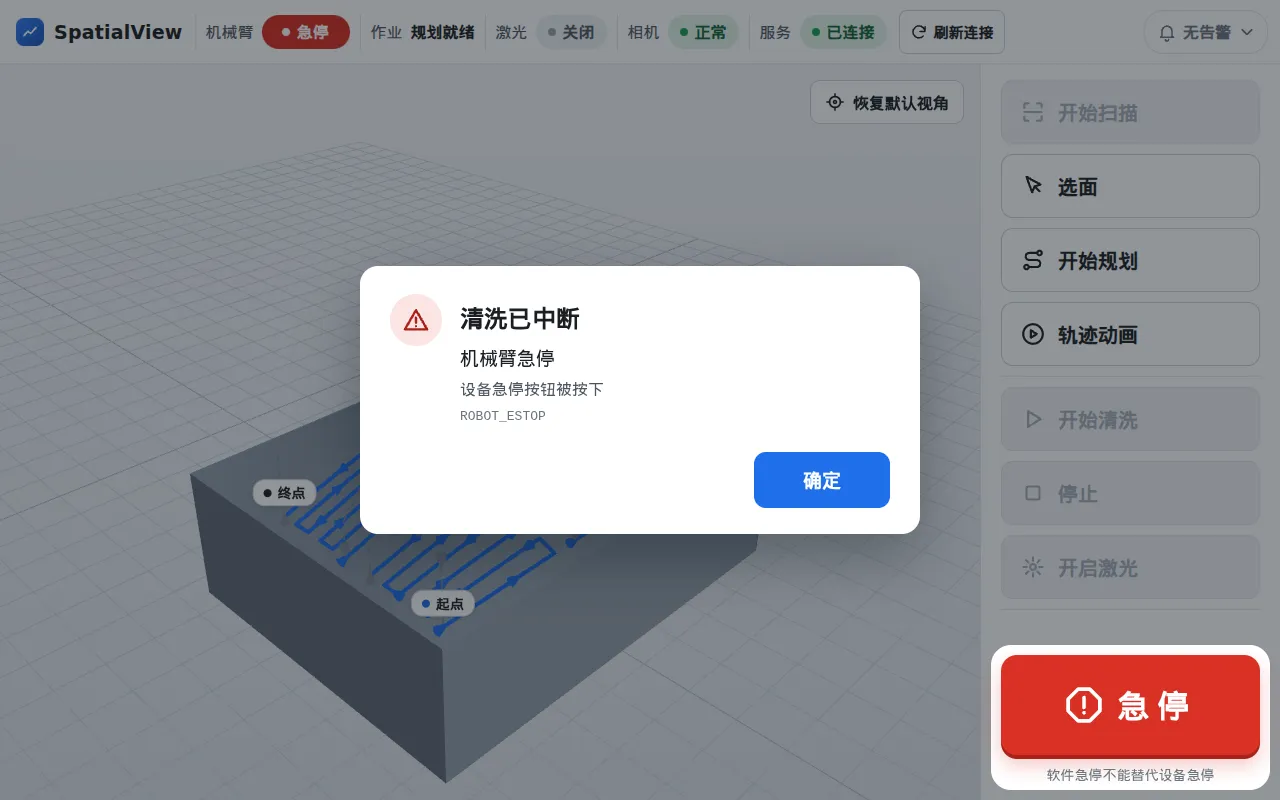 SpatialView 机械臂 急停 作业 规划就绪 激光 关闭 相机 正常 服务 已连接 刷新连接 无告警
恢复默认视角
开始扫描
选面
开始规划
轨迹动画
清洗已中断
机械臂急停
设备急停按钮被按下
ROBOT_ESTOP
确定
终点
起点
开始清洗
停止
开启激光
急停
软件急停不能替代设备急停